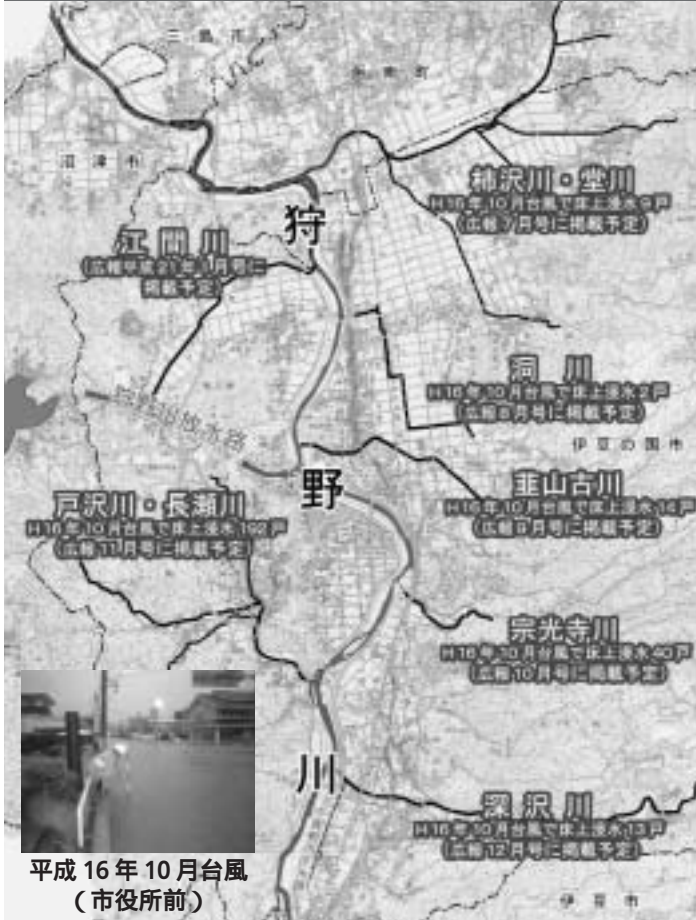 三島市
函南町
沼津市
柿沢川・堂川
H16年10月台風で床上浸水9戸
(広報7月号に掲載予定)
狩
江間川
(広報平成21年1月号に
掲載予定)
洞川
H16年10月台風で床上浸水2戸
(広報8月号に掲載予定)
放水路
伊豆の国市
韮山古川
H16年10月台風で床上浸水14戸
(広報9月号に掲載予定)
野
戸沢川・長瀬川
H16年10月台風で床上浸水192戸
(広報11月号に掲載予定)
宗光寺川
H16年10月台風で床上浸水40戸
(広報10月号に掲載予定)
川
深沢川
H16年10月台風で床上浸水13戸
(広報12月号に掲載予定)
平成16年10月台風
(市役所前)
伊豆市